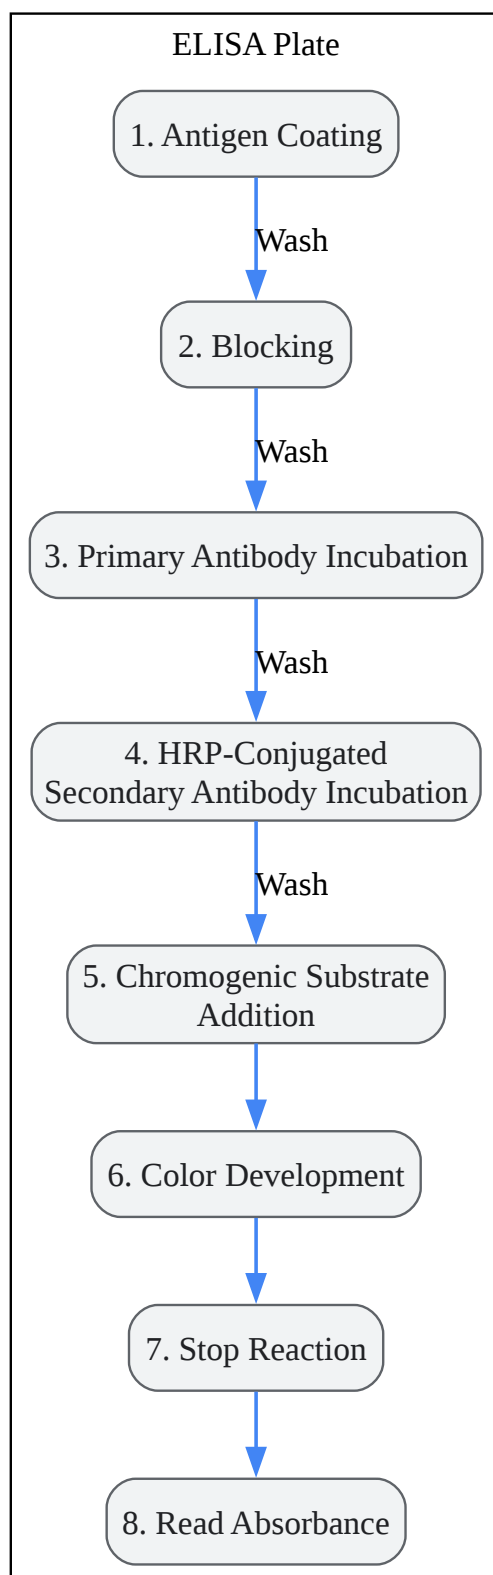 ELISA Plate
1. Antigen Coating
Wash
2. Blocking
Wash
3. Primary Antibody Incubation
Wash
4. HRP-Conjugated
Secondary Antibody Incubation
Wash
5. Chromogenic Substrate
Addition
6. Color Development
7. Stop Reaction
8. Read Absorbance